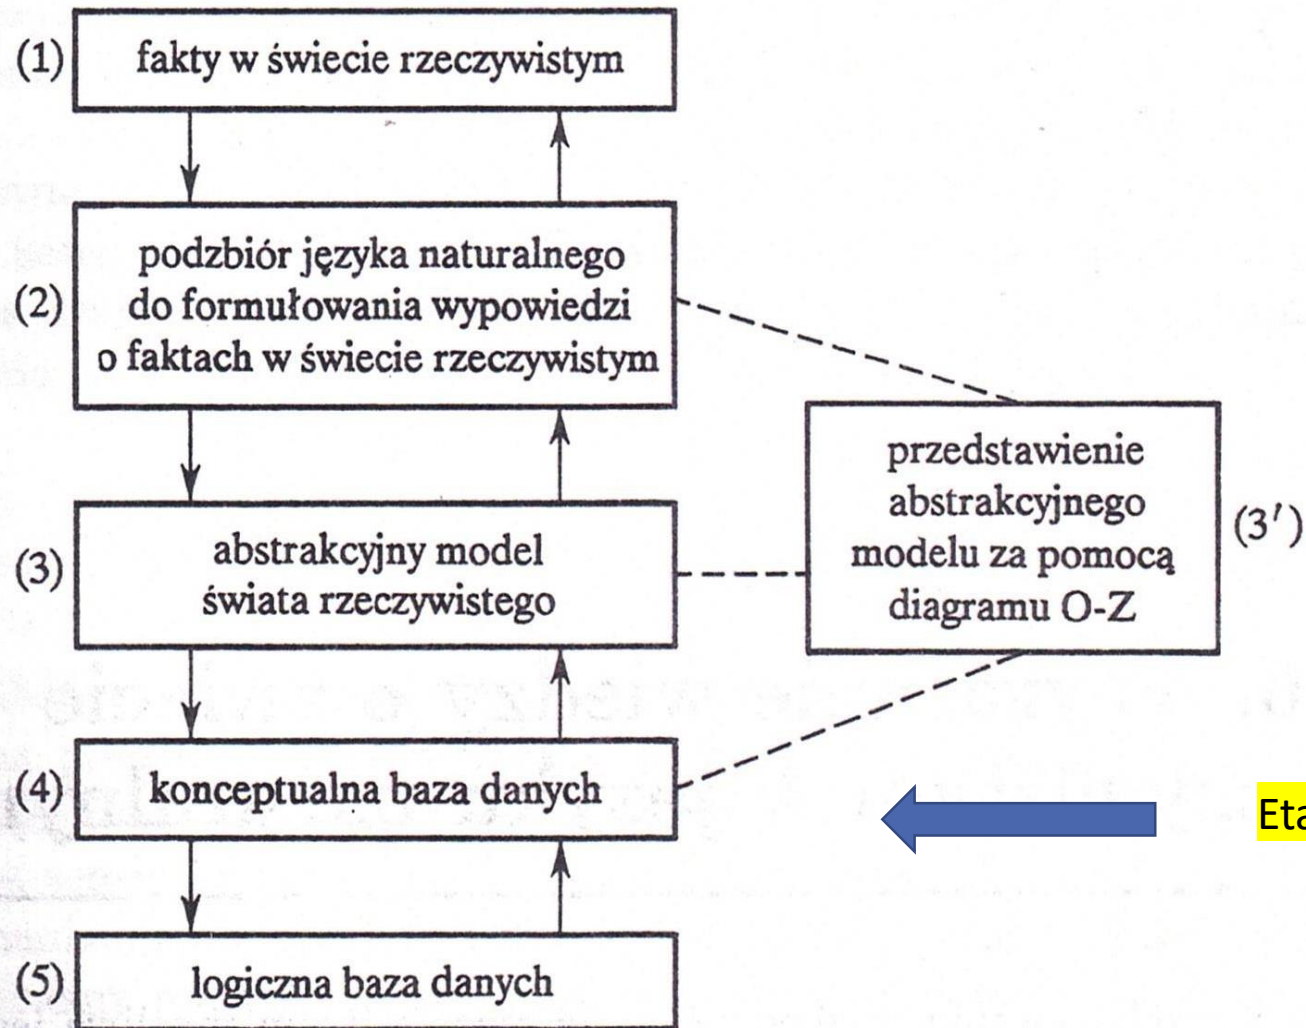 (1)
fakty w świecie rzeczywistym
(2)
podzbiór języka naturalnego
do formułowania wypowiedzi
o faktach w świecie rzeczywistym
(3)
abstrakcyjny model
świata rzeczywistego
przedstawienie
abstrakcyjnego
modelu za pomocą
diagramu O-Z
(3')
(4)
konceptualna baza danych
Eta
(5)
logiczna baza danych